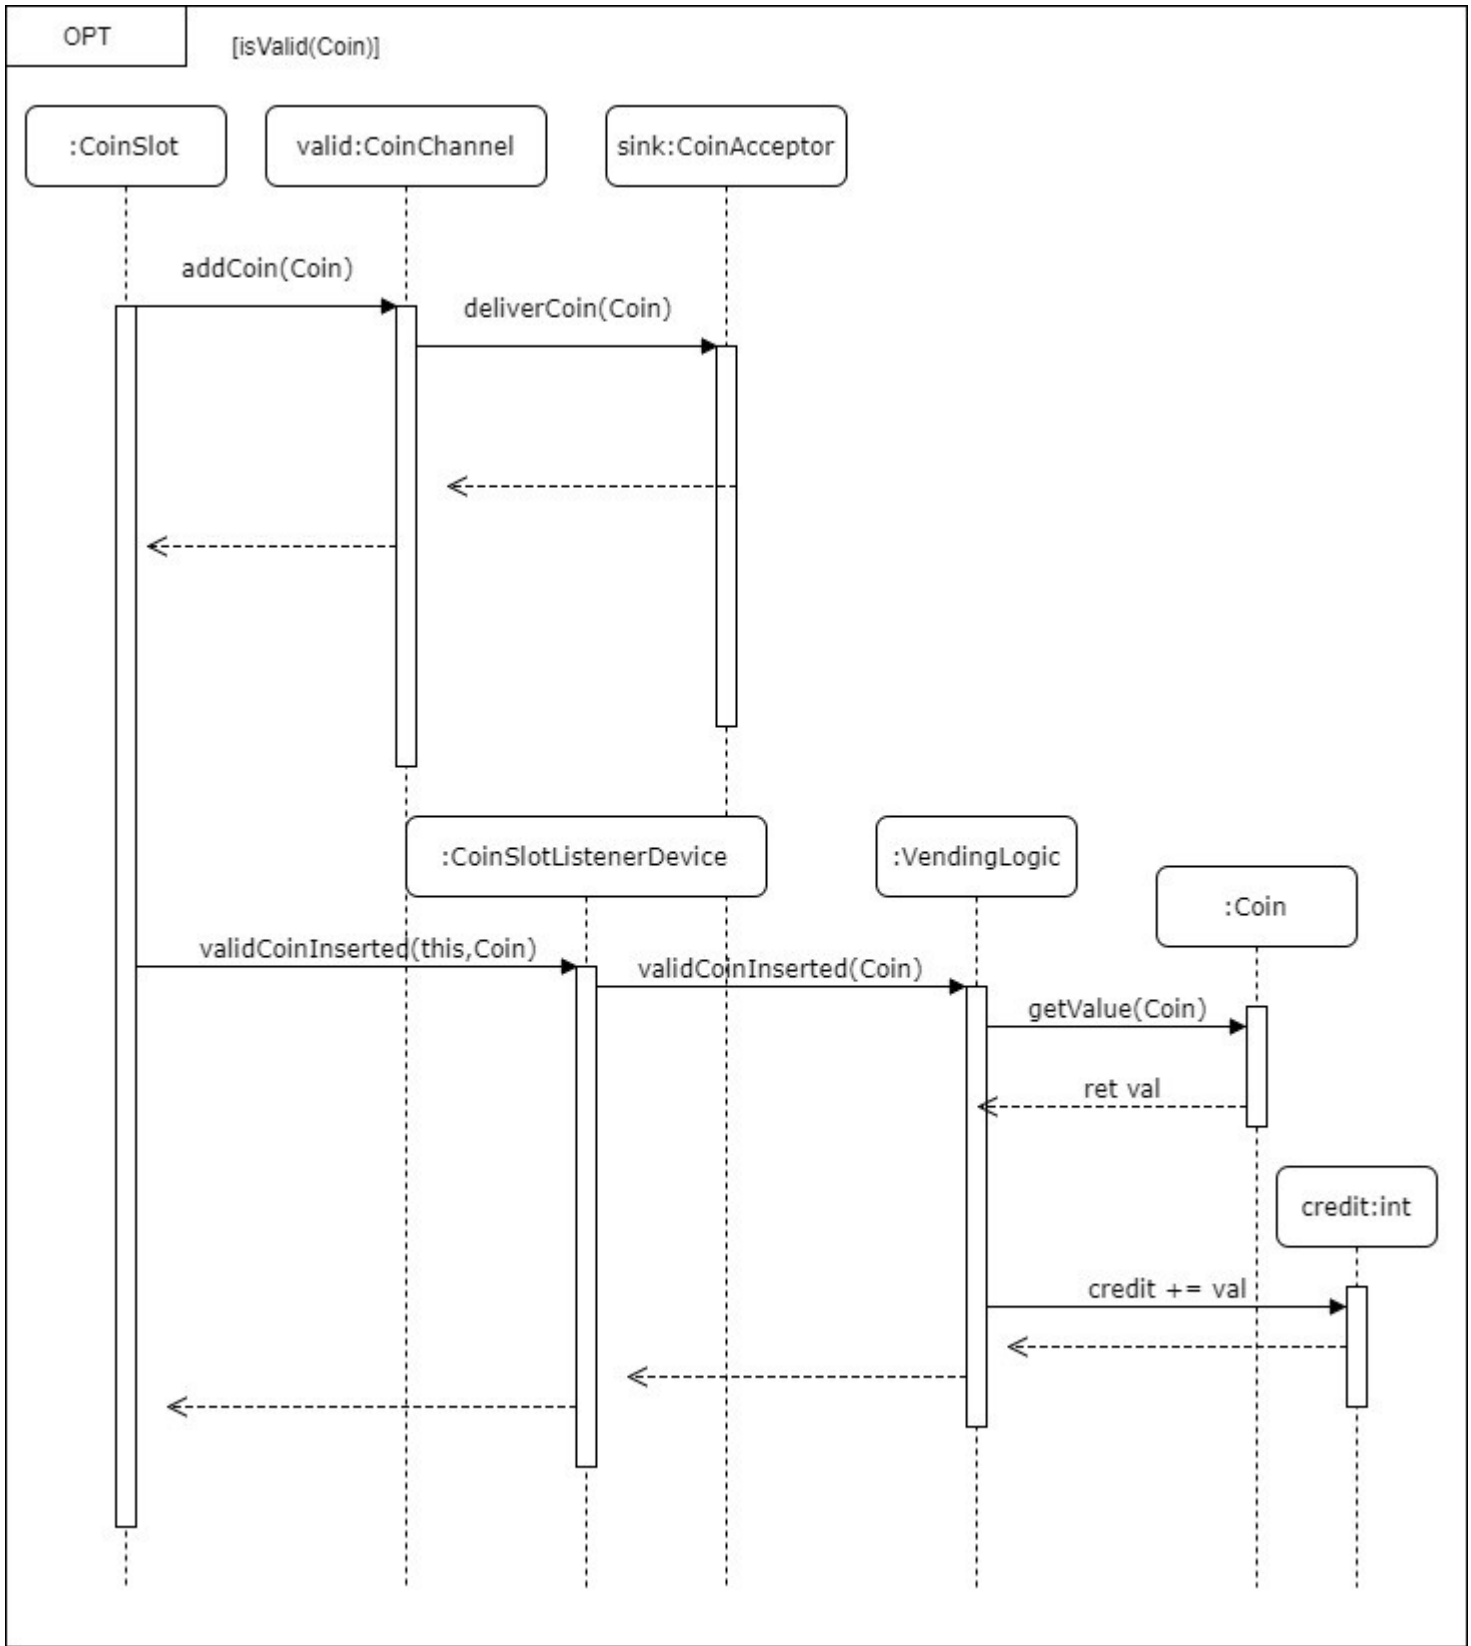 OPT
[isValid(Coin)]
:CoinSlot
valid:CoinChannel
sink:CoinAcceptor
addCoin(Coin)
deliverCoin(Coin)
:CoinSlotListenerDevice
:VendingLogic
:Coin
validCoinInserted(this,Coin)
validCoinInserted(Coin)
getValue(Coin)
ret val
credit:int
credit += val